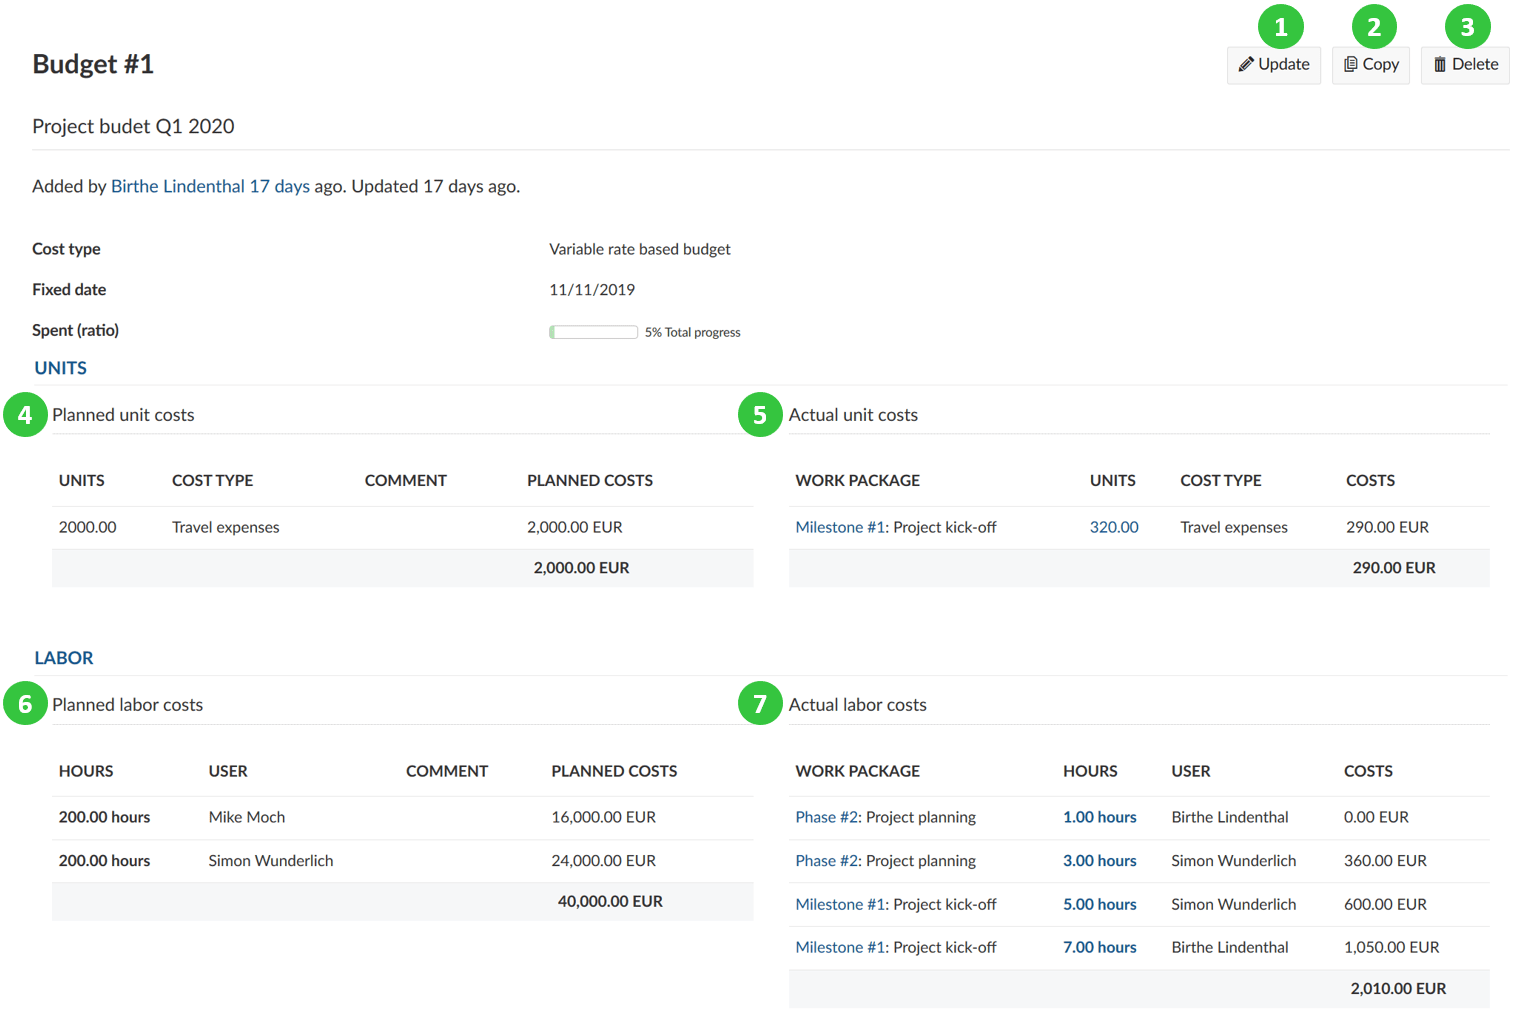 1 2 3
Budget #1 Update Copy Delete
Project budet Q1 2020
Added by Birthe Lindenthal 17 days ago. Updated 17 days ago.
Cost type Variable rate based budget
Fixed date 11/11/2019
Spent (ratio) 5% Total progress
UNITS
4 Planned unit costs
UNITS COST TYPE COMMENT PLANNED COSTS
2000.00 Travel expenses 2,000.00 EUR
2,000.00 EUR
5 Actual unit costs
WORK PACKAGE UNITS COST TYPE COSTS
Milestone #1: Project kick-off 320.00 Travel expenses 290.00 EUR
290.00 EUR
LABOR
6 Planned labor costs
HOURS USER COMMENT PLANNED COSTS
200.00 hours Mike Moch 16,000.00 EUR
200.00 hours Simon Wunderlich 24,000.00 EUR
40,000.00 EUR
7 Actual labor costs
WORK PACKAGE HOURS USER COSTS
Phase #2: Project planning 1.00 hours Birthe Lindenthal 0.00 EUR
Phase #2: Project planning 3.00 hours Simon Wunderlich 360.00 EUR
Milestone #1: Project kick-off 5.00 hours Simon Wunderlich 600.00 EUR
Milestone #1: Project kick-off 7.00 hours Birthe Lindenthal 1,050.00 EUR
2,010.00 EUR